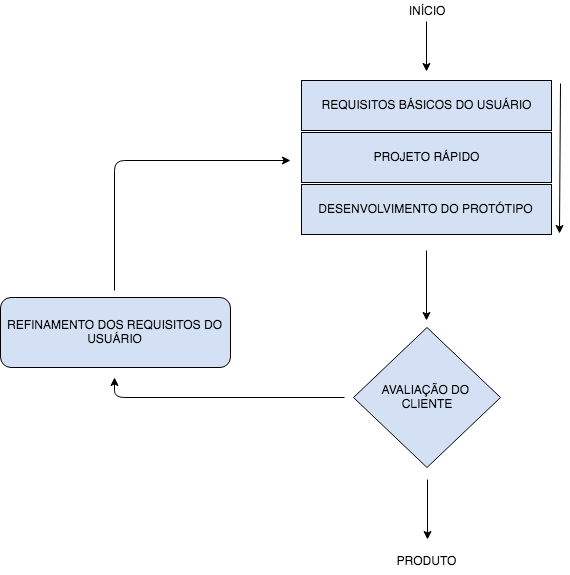 INÍCIO
REQUISITOS BÁSICOS DO USUÁRIO
PROJETO RÁPIDO
DESENVOLVIMENTO DO PROTÓTIPO
REFINAMENTO DOS REQUISITOS DO
USUÁRIO
AVALIAÇÃO DO
CLIENTE
PRODUTO